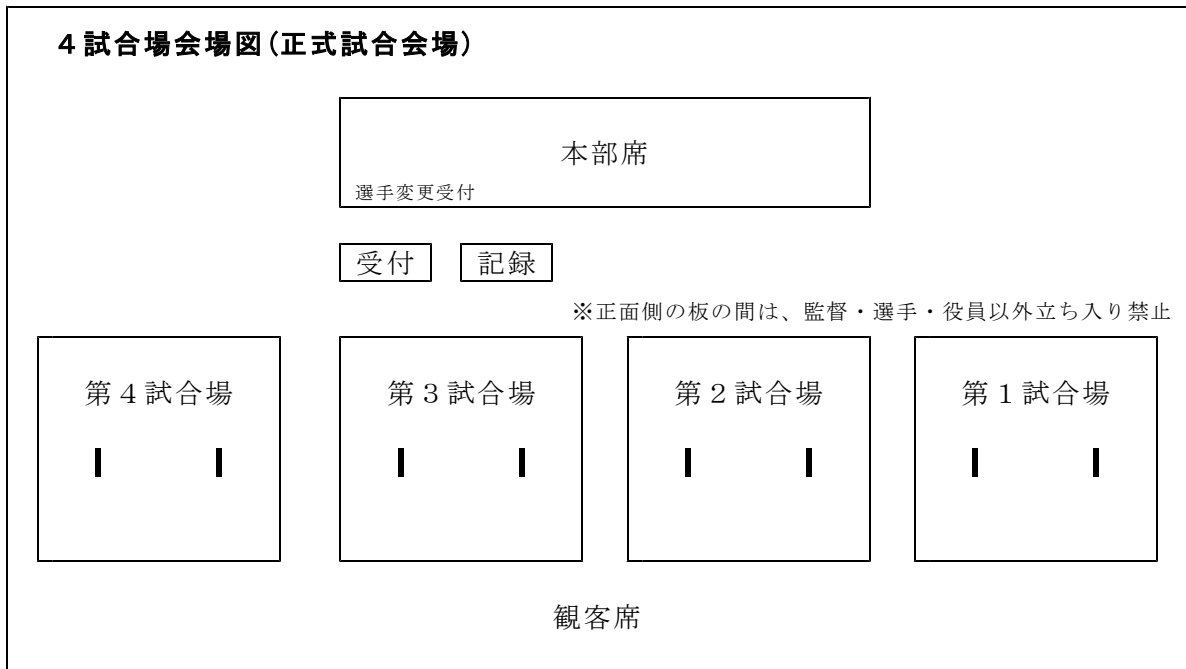 ４試合場会場図(正式試合会場)
本部席
選手変更受付
受付
記録
※正面側の板の間は、監督・選手・役員以外立ち入り禁止
第４試合場
第３試合場
第２試合場
第１試合場
観客席